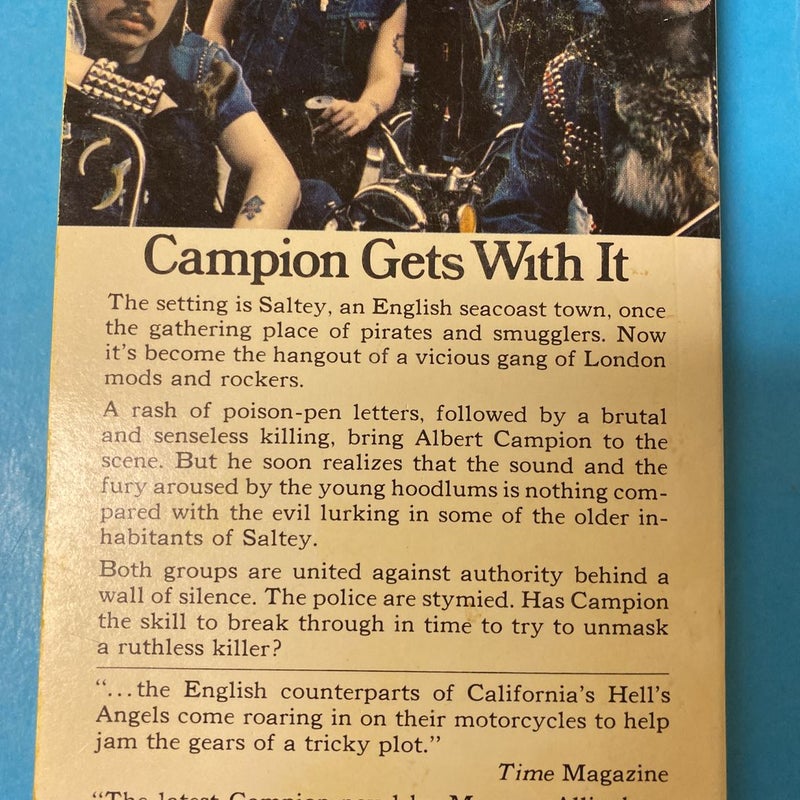 Campion Gets With It
The setting is Saltey, an English seacoast town, once
the gathering place of pirates and smugglers. Now
it's become the hangout of a vicious gang of London
mods and rockers.
A rash of poison-pen letters, followed by a brutal
and senseless killing, bring Albert Campion to the
scene. But he soon realizes that the sound and the
fury aroused by the young hoodlums is nothing com-
pared with the evil lurking in some of the older in-
habitants of Saltey.
Both groups are united against authority behind a
wall of silence. The police are stymied. Has Campion
the skill to break through in time to try to unmask
a ruthless killer?
“...the English counterparts of California's Hell's
Angels come roaring in on their motorcycles to help
jam the gears of a tricky plot.”
Time Magazine
“The latest Campion